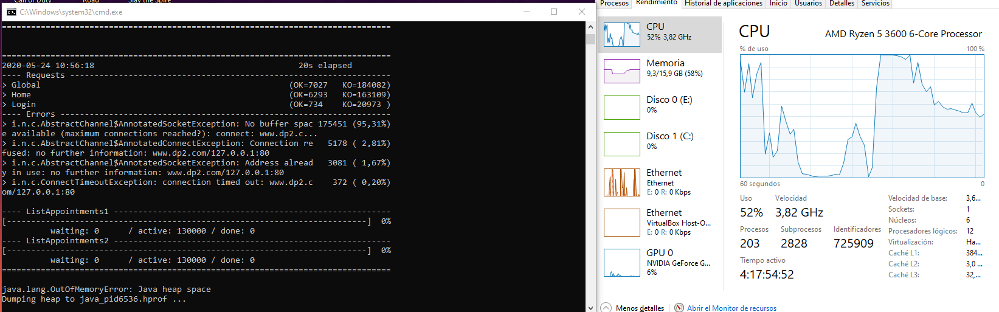 Call of Duty Road Slay the Spire
C:\Windows\system32\cmd.exe
================================================================================
================================================================================
2020-05-24 10:56:18 20s elapsed
---- Requests ------------------------------------------------------------------
> Global (OK=7027 KO=184082)
> Home (OK=6293 KO=163109)
> Login (OK=734 KO=20973 )
---- Errors --------------------------------------------------------------------
> i.n.c.AbstractChannel$AnnotatedSocketException: No buffer spac 175451 (95,31%)
e available (maximum connections reached?): connect: www.dp2.c...
> i.n.c.AbstractChannel$AnnotatedConnectException: Connection re 5178 ( 2,81%)
fused: no further information: www.dp2.com/127.0.0.1:80
> i.n.c.AbstractChannel$AnnotatedSocketException: Address alread 3081 ( 1,67%)
y in use: no further information: www.dp2.com/127.0.0.1:80
> i.n.c.ConnectTimeoutException: connection timed out: www.dp2.c 372 ( 0,20%)
om/127.0.0.1:80
---- ListAppointments1 ---------------------------------------------------------
[--------------------------------------------------------------------------] 0%
waiting: 0 / active: 130000 / done: 0
---- ListAppointments2 ---------------------------------------------------------
[--------------------------------------------------------------------------] 0%
waiting: 0 / active: 130000 / done: 0
================================================================================
java.lang.OutOfMemoryError: Java heap space
Dumping heap to java_pid6536.hprof ...
Procesos Rendimiento Historial de aplicaciones Inicio Usuarios Detalles Servicios
CPU
52% 3,82 GHz
Memoria
9,3/15,9 GB (58%)
Disco 0 (E:)
0%
Disco 1 (C:)
0%
Ethernet
Ethernet
E: 0 R: 0 Kbps
Ethernet
VirtualBox Host-O...
E: 0 R: 0 Kbps
GPU 0
NVIDIA GeForce G...
6%
CPU AMD Ryzen 5 3600 6-Core Processor
% de uso 100 %
60 segundos 0
Uso Velocidad
52% 3,82 GHz
Procesos Subprocesos Identificadores
203 2828 725909
Tiempo activo
4:17:54:52
Velocidad de base: 3,6...
Sockets: 1
Núcleos: 6
Procesadores lógicos: 12
Virtualización: Ha...
Caché L1: 384...
Caché L2: 3,0 ...
Caché L3: 32,...
Menos detalles Abrir el Monitor de recursos